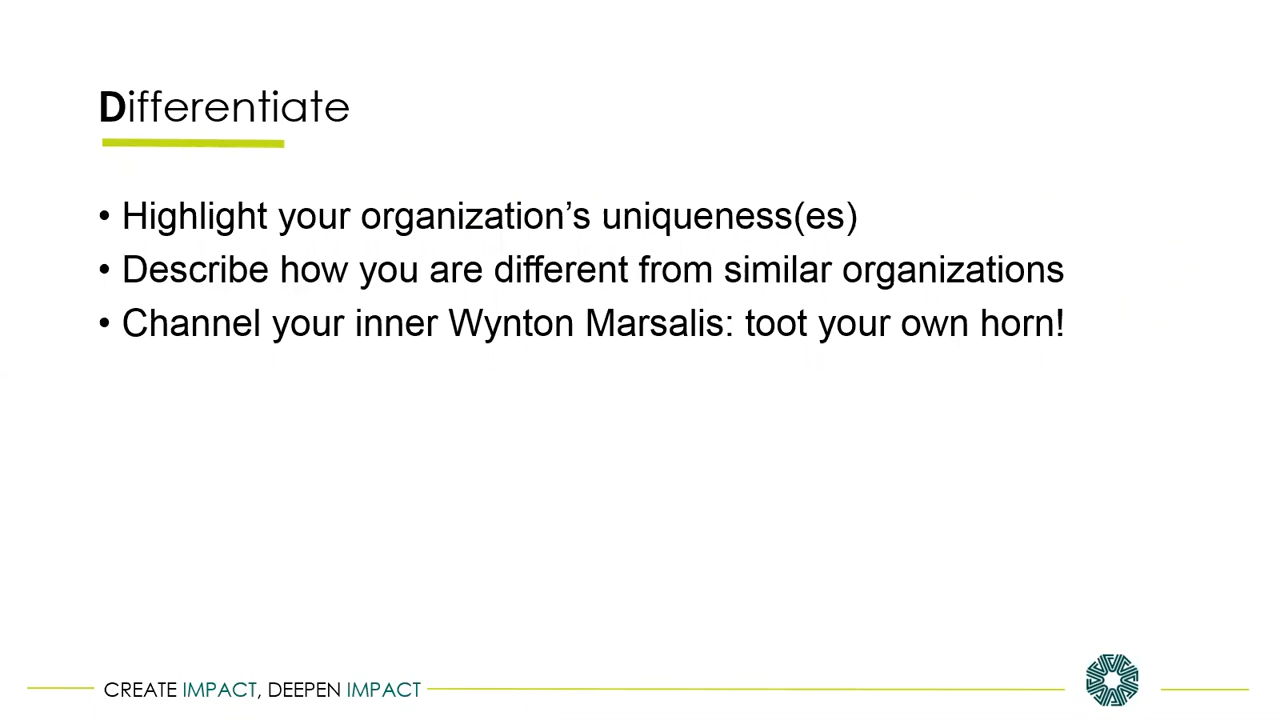 Differentiate
• Highlight your organization’s uniqueness(es)
• Describe how you are different from similar organizations
• Channel your inner Wynton Marsalis: toot your own horn!
CREATE IMPACT, DEEPEN IMPACT